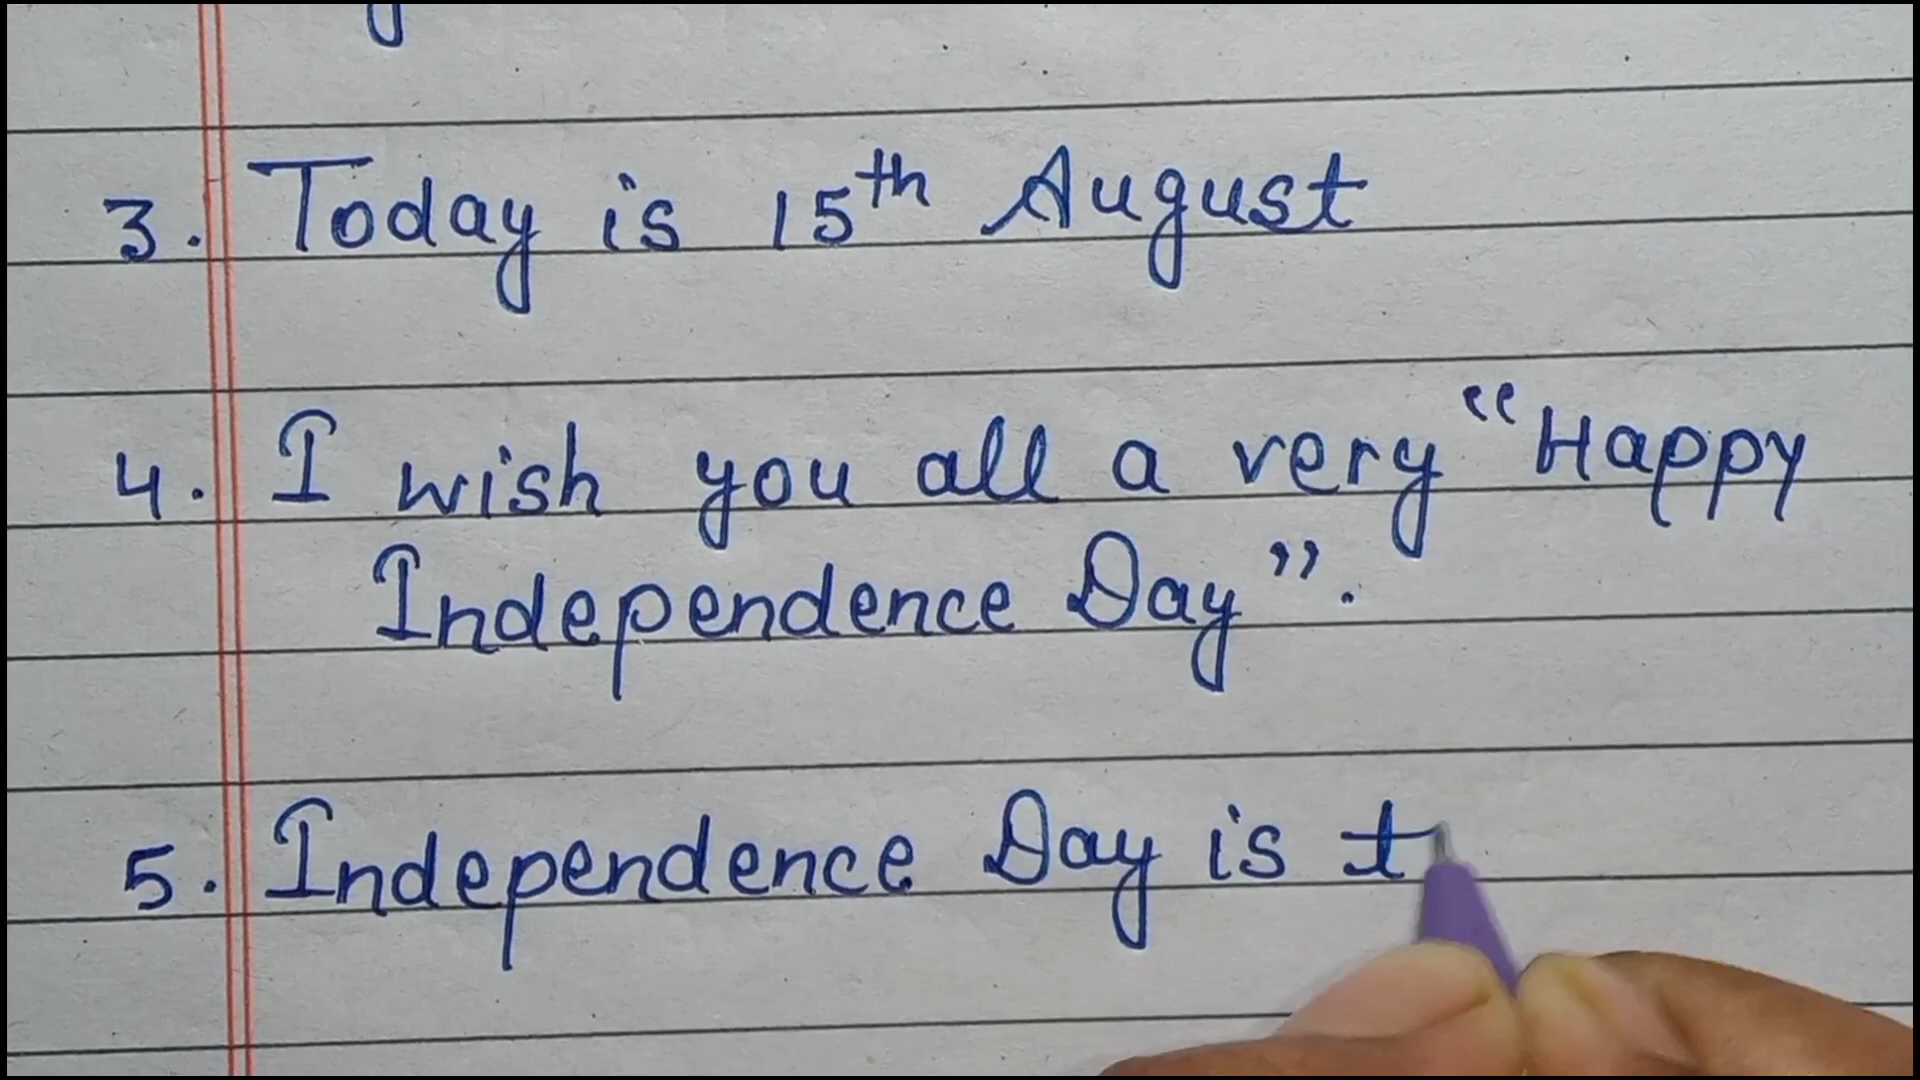 3. Today is 15th August
4. I wish you all a very "Happy
Independence Day".
5. Independence Day is t